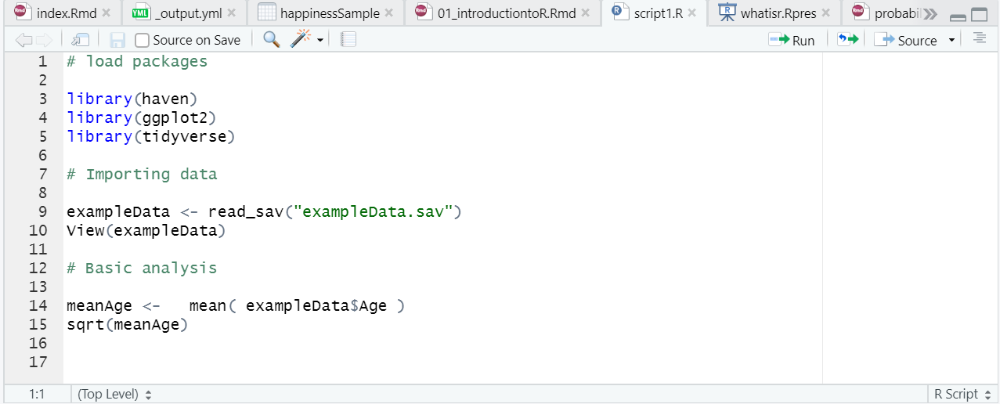 index.Rmd _output.yml happinessSample 01_introductiontoR.Rmd script1.R whatisr.Rpres probabil
Source on Save Run Source
1 # load packages
2
3 library(haven)
4 library(ggplot2)
5 library(tidyverse)
6
7 # Importing data
8
9 exampleData <- read_sav("exampleData.sav")
10 View(exampleData)
11
12 # Basic analysis
13
14 meanAge <-   mean( exampleData$Age )
15 sqrt(meanAge)
16
17
1:1 (Top Level) R Script